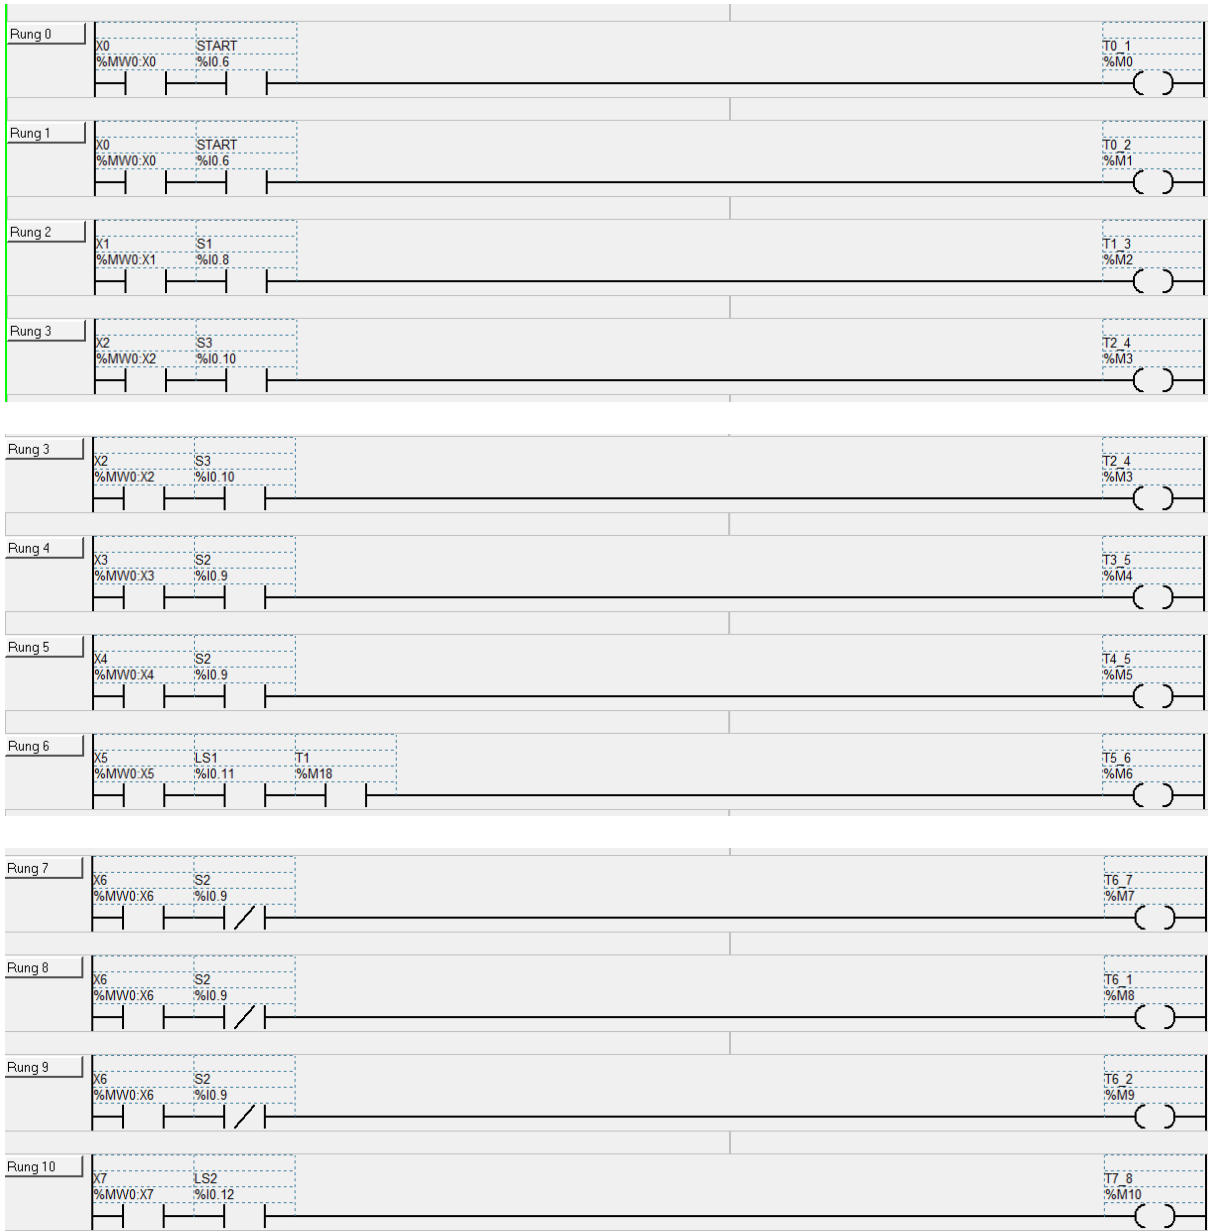 Rung 0
X0 START T0_1
%MW0:X0 %I0.6 %M0
Rung 1
X0 START T0_2
%MW0:X0 %I0.6 %M1
Rung 2
X1 S1 T1_3
%MW0:X1 %I0.8 %M2
Rung 3
X2 S3 T2_4
%MW0:X2 %I0.10 %M3
Rung 3
X2 S3 T2_4
%MW0:X2 %I0.10 %M3
Rung 4
X3 S2 T3_5
%MW0:X3 %I0.9 %M4
Rung 5
X4 S2 T4_5
%MW0:X4 %I0.9 %M5
Rung 6
X5 LS1 T1 T5_6
%MW0:X5 %I0.11 %M18 %M6
Rung 7
X6 S2 T6_7
%MW0:X6 %I0.9 %M7
Rung 8
X6 S2 T6_1
%MW0:X6 %I0.9 %M8
Rung 9
X6 S2 T6_2
%MW0:X6 %I0.9 %M9
Rung 10
X7 LS2 T7_8
%MW0:X7 %I0.12 %M10